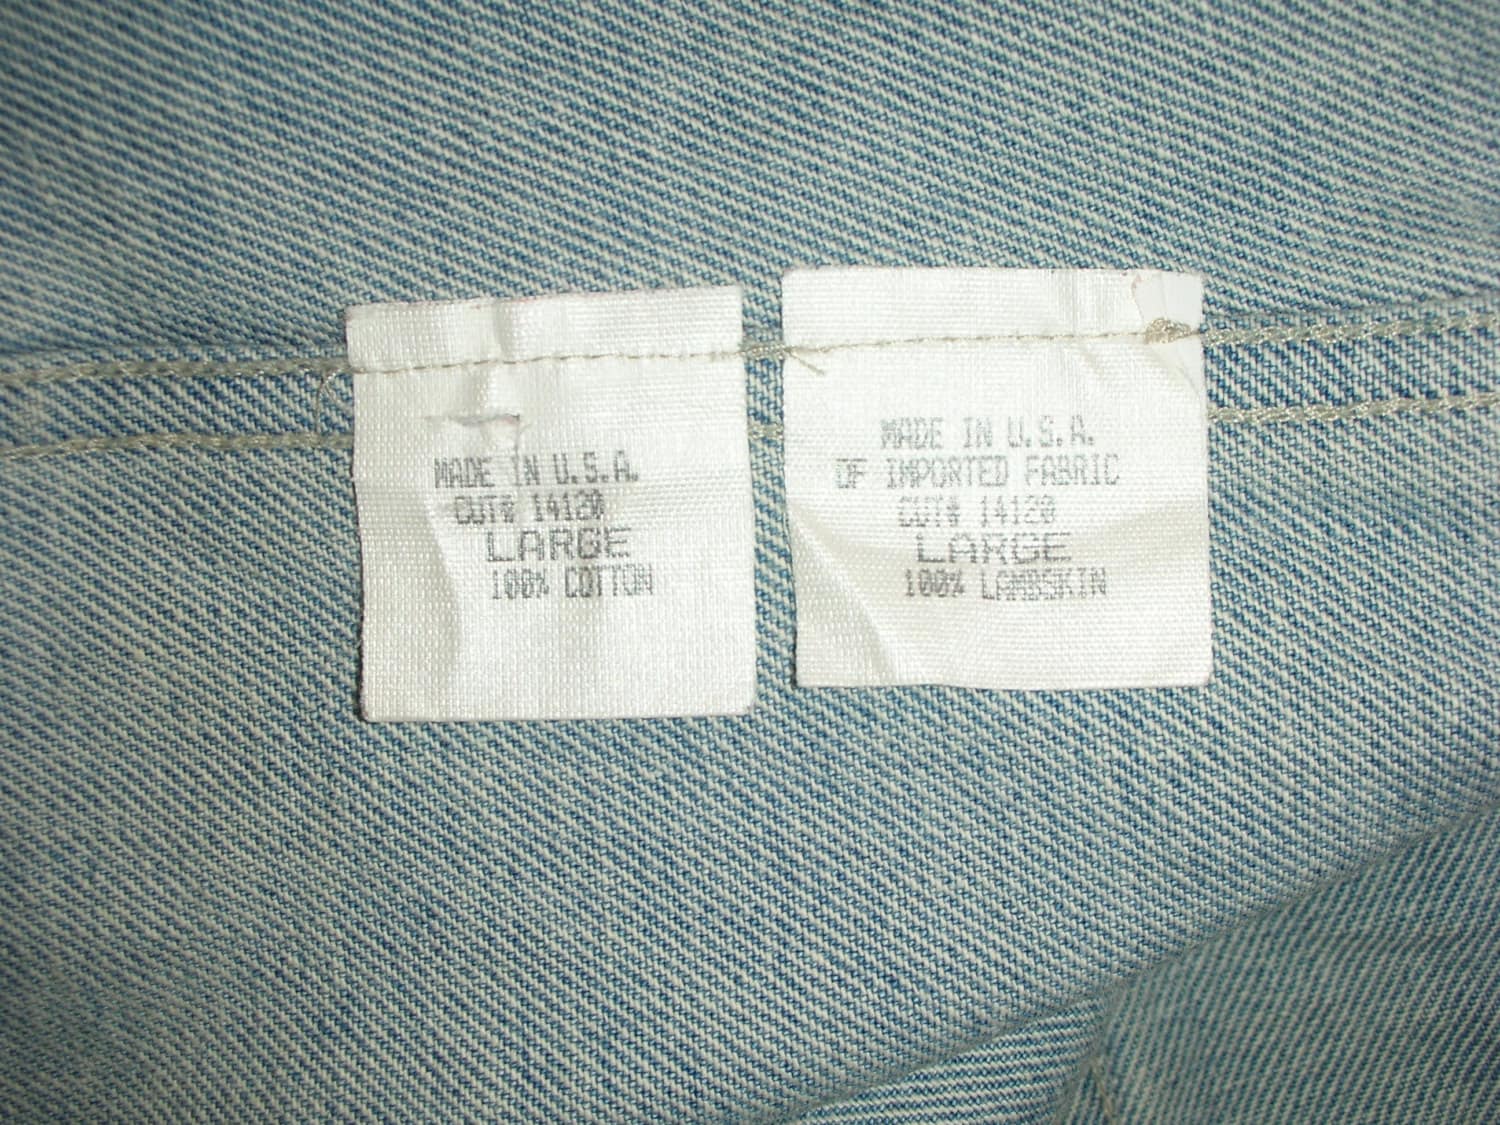 MADE IN U.S.A.
CUT# 14120
LARGE
100% COTTON
MADE IN U.S.A.
OF IMPORTED FABRIC
CUT# 14120
LARGE
100% LAMBSKIN